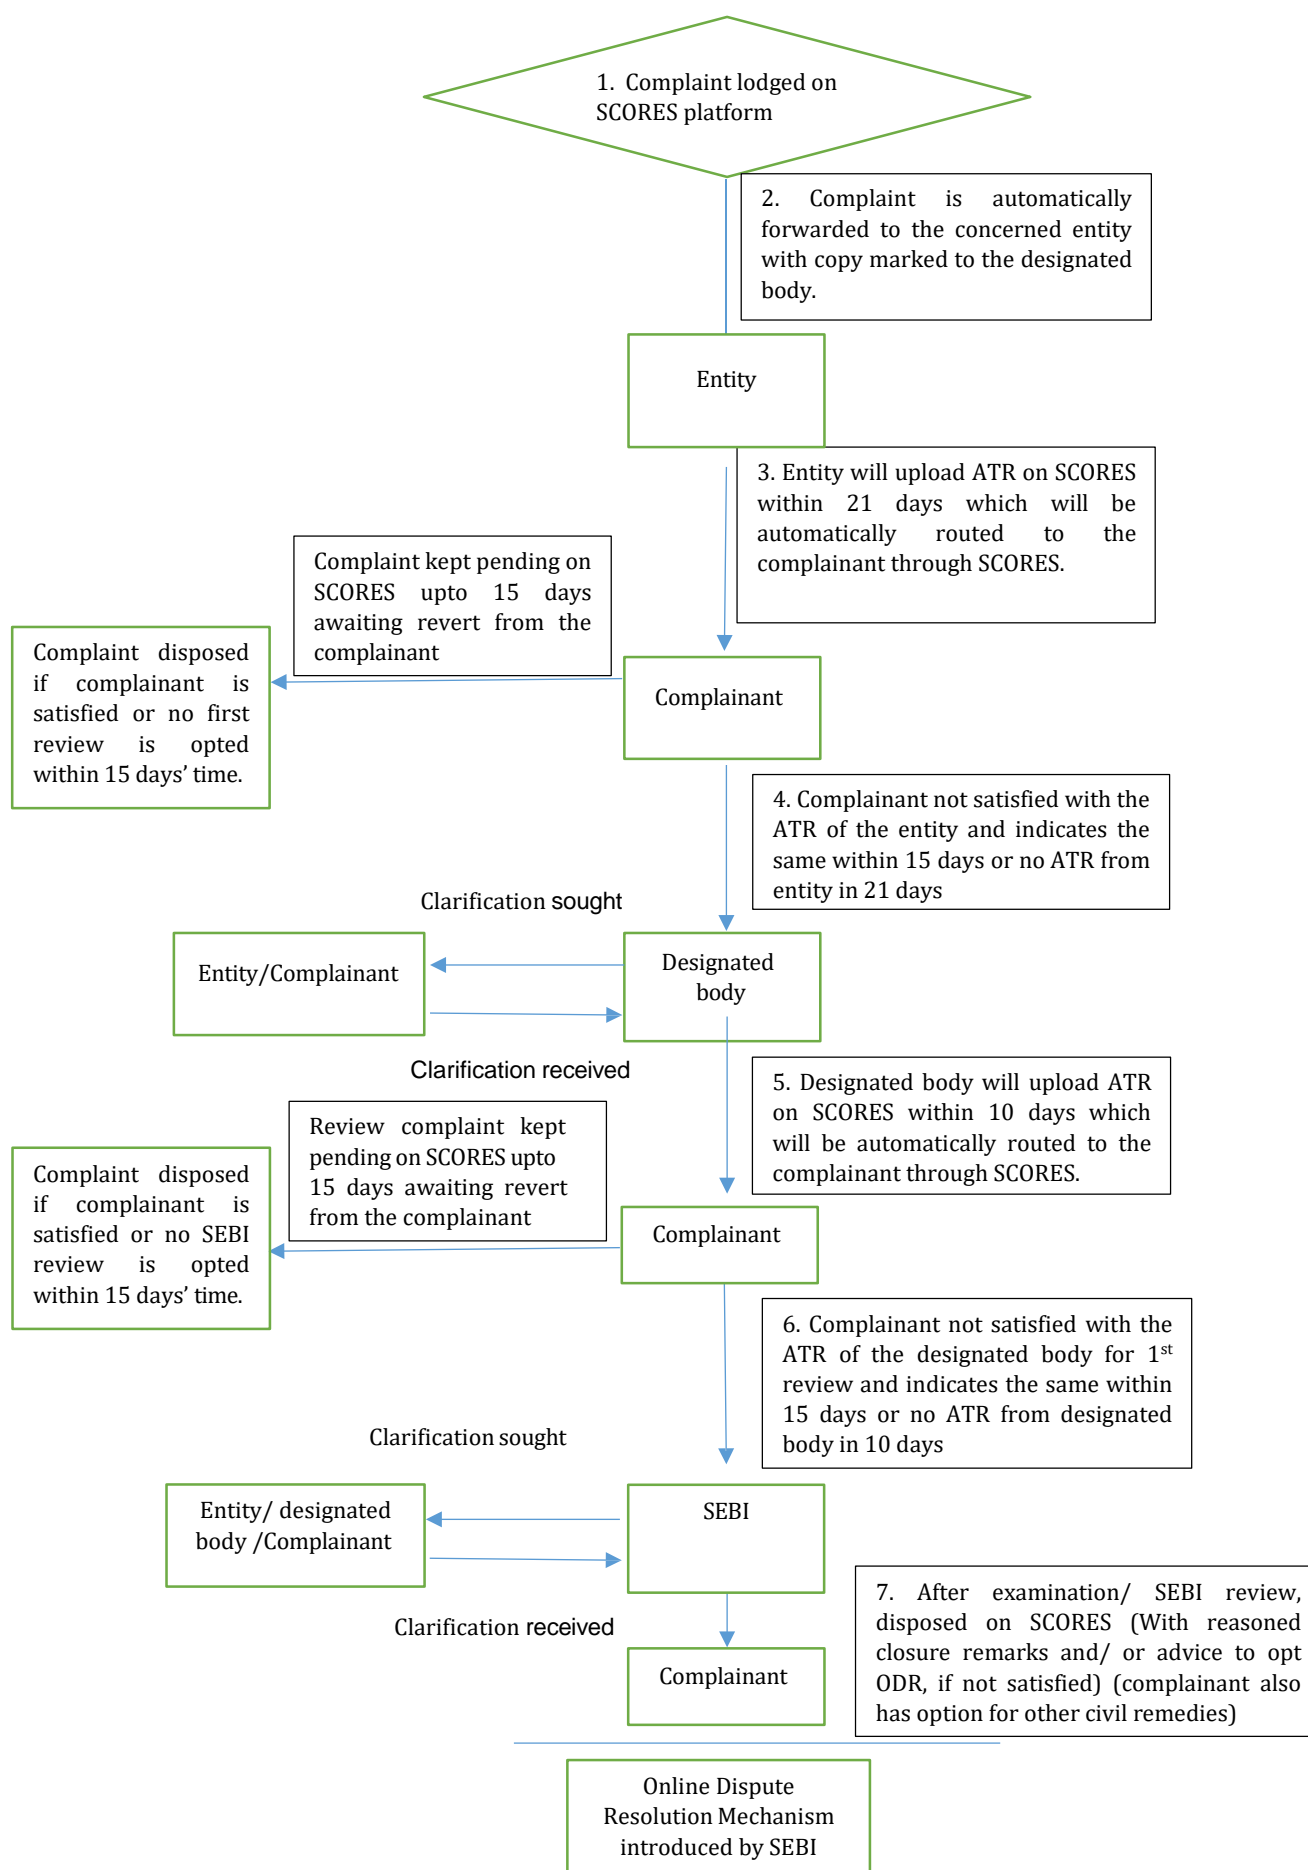 1. Complaint lodged on
SCORES platform
2. Complaint is automatically
forwarded to the concerned entity
with copy marked to the designated
body.
Entity
3. Entity will upload ATR on SCORES
within 21 days which will be
automatically routed to the
complainant through SCORES.
Complaint kept pending on
SCORES upto 15 days
awaiting revert from the
complainant
Complaint disposed
if complainant is
satisfied or no first
review is opted
within 15 days’ time.
Complainant
4. Complainant not satisfied with the
ATR of the entity and indicates the
same within 15 days or no ATR from
entity in 21 days
Clarification sought
Entity/Complainant
Designated
body
Clarification received
5. Designated body will upload ATR
on SCORES within 10 days which
will be automatically routed to the
complainant through SCORES.
Review complaint kept
pending on SCORES upto
15 days awaiting revert
from the complainant
Complaint disposed
if complainant is
satisfied or no SEBI
review is opted
within 15 days’ time.
Complainant
6. Complainant not satisfied with the
ATR of the designated body for 1st
review and indicates the same within
15 days or no ATR from designated
body in 10 days
Clarification sought
Entity/ designated
body /Complainant
SEBI
Clarification received
7. After examination/ SEBI review,
disposed on SCORES (With reasoned
closure remarks and/ or advice to opt
ODR, if not satisfied) (complainant also
has option for other civil remedies)
Complainant
Online Dispute
Resolution Mechanism
introduced by SEBI